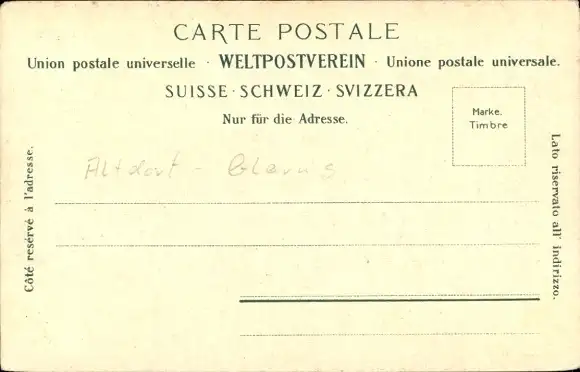 CARTE POSTALE
Union postale universelle · WELTPOSTVEREIN · Unione postale universale.
SUISSE · SCHWEIZ · SVIZZERA
Nur für die Adresse.
Marke.
Timbre
Altdorf - Glarus
Côté resérvé à l'adresse.
Lato riservato all' indirizzo.